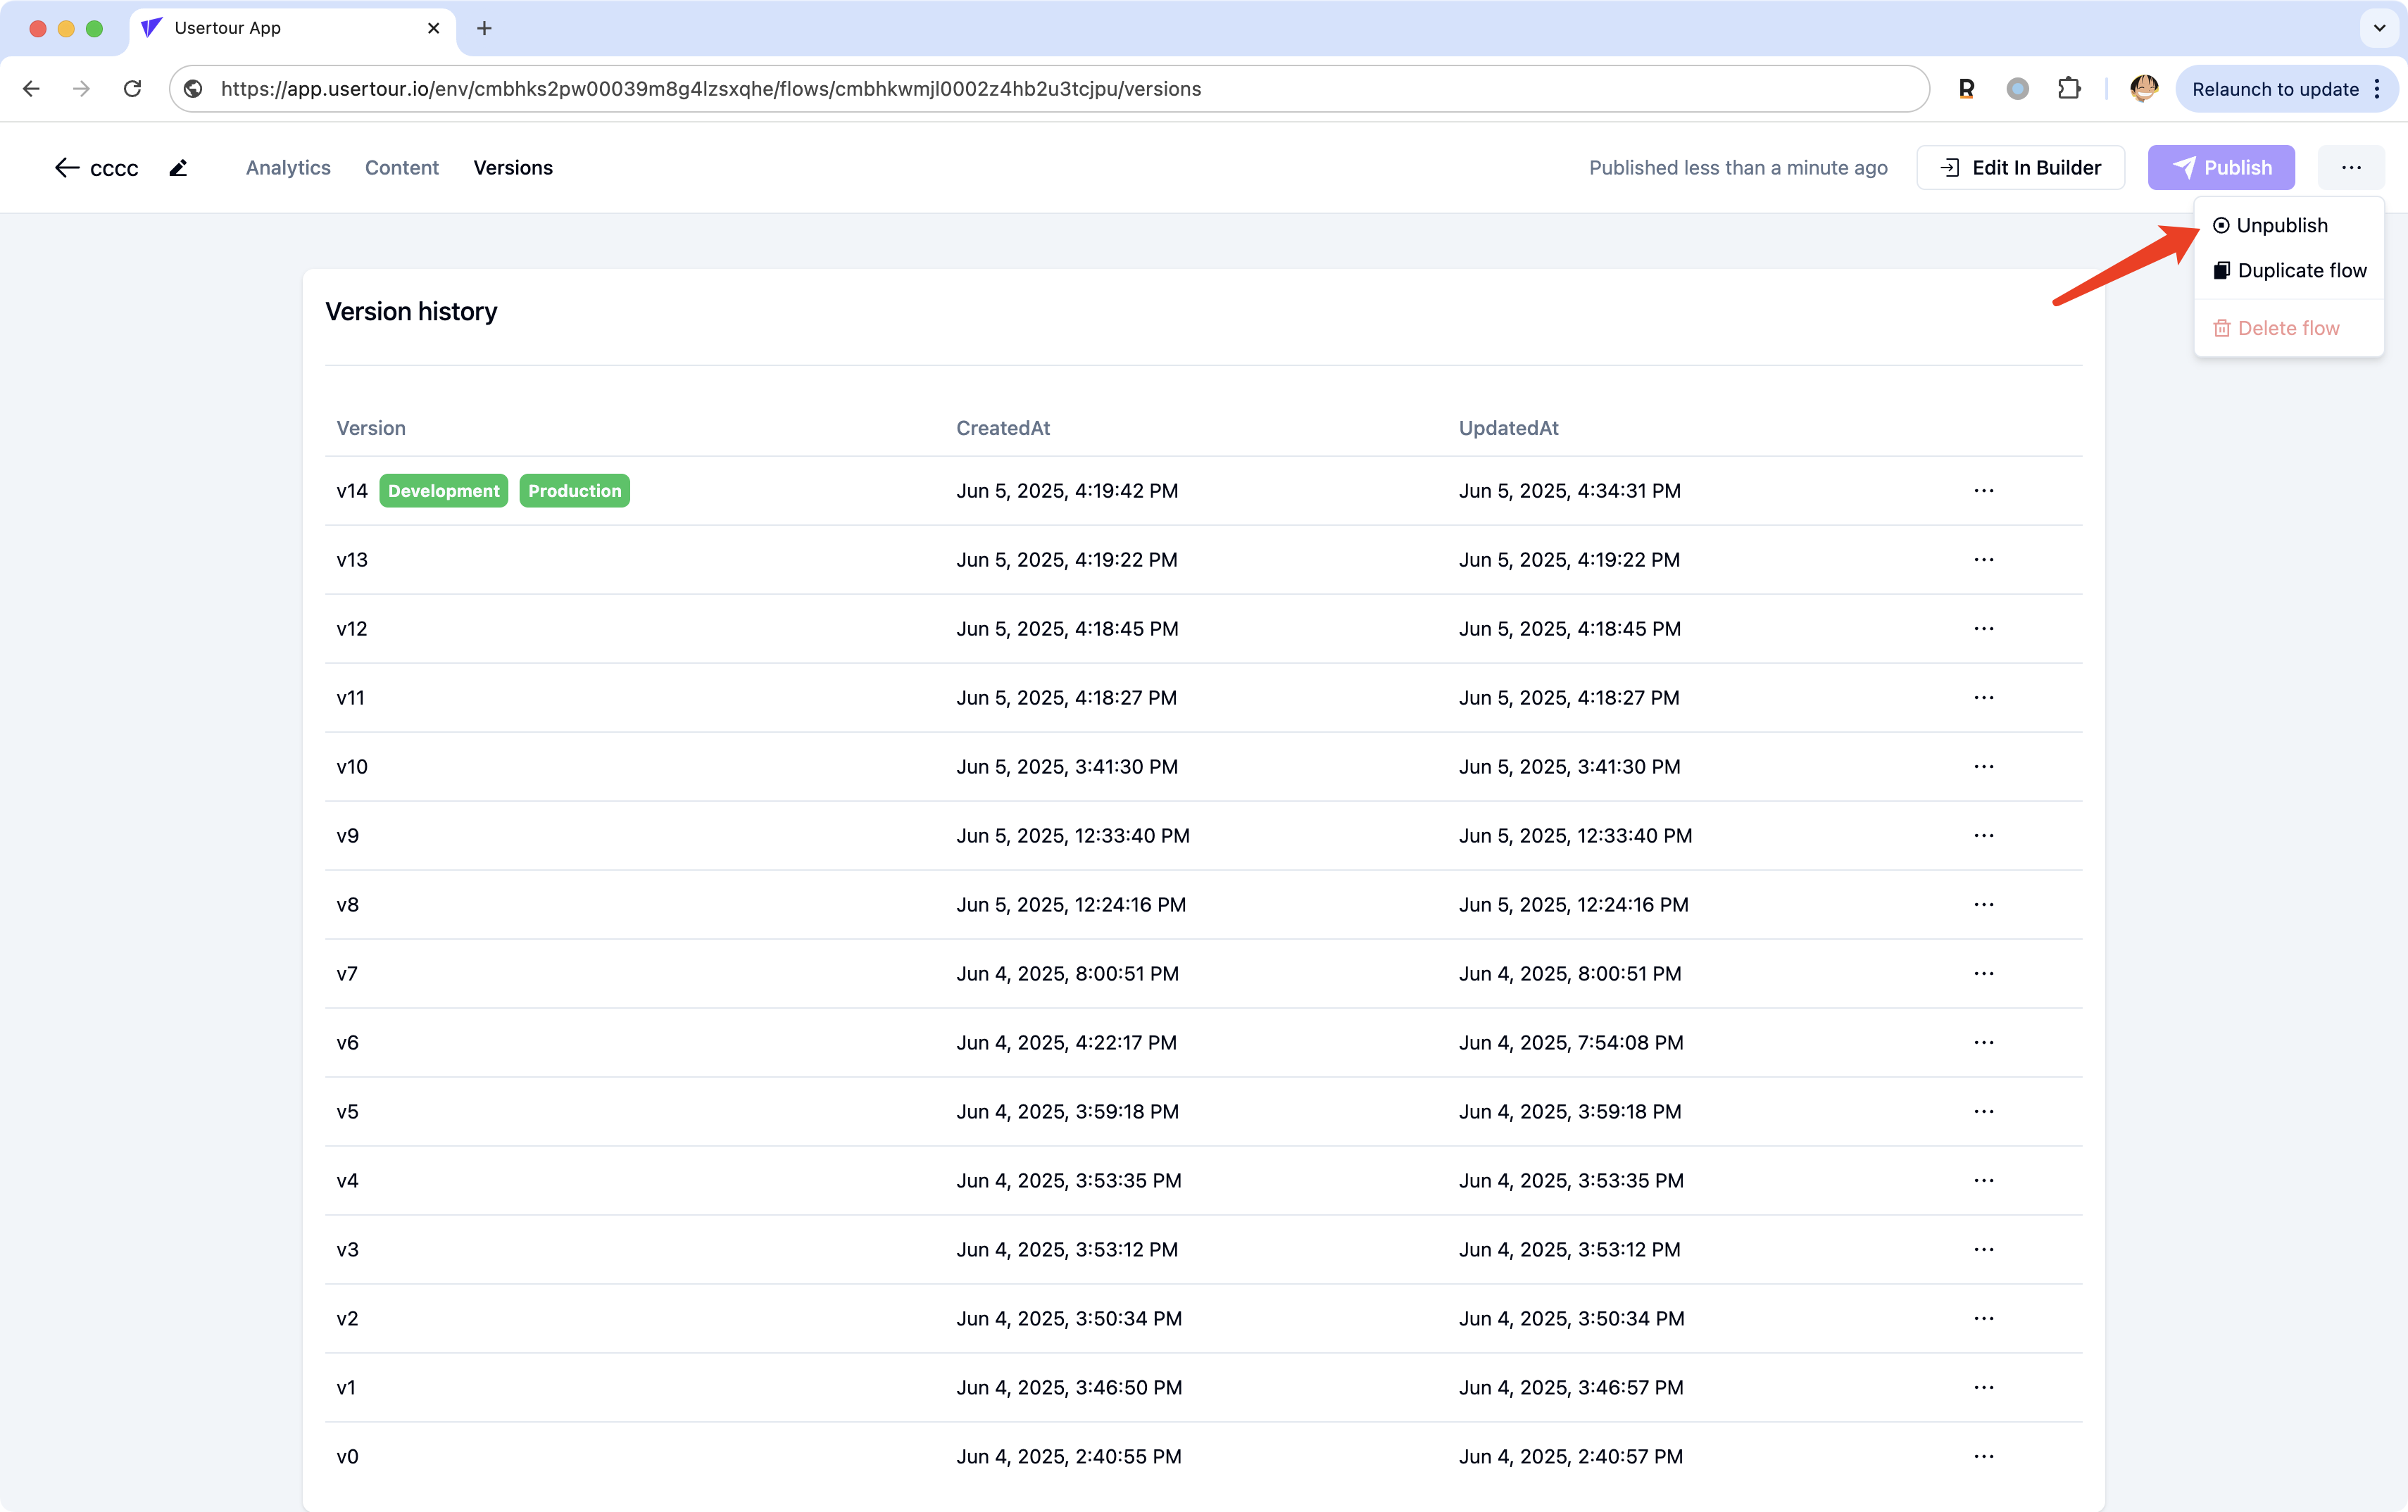 Usertour App
https://app.usertour.io/env/cmbhks2pw00039m8g4lzsxqhe/flows/cmbhkwmjl0002z4hb2u3tcjpu/versions
Relaunch to update
cccc Analytics Content Versions Published less than a minute ago Edit In Builder Publish
Unpublish
Duplicate flow
Delete flow
Version history
Version CreatedAt UpdatedAt
v14 Development Production Jun 5, 2025, 4:19:42 PM Jun 5, 2025, 4:34:31 PM
v13 Jun 5, 2025, 4:19:22 PM Jun 5, 2025, 4:19:22 PM
v12 Jun 5, 2025, 4:18:45 PM Jun 5, 2025, 4:18:45 PM
v11 Jun 5, 2025, 4:18:27 PM Jun 5, 2025, 4:18:27 PM
v10 Jun 5, 2025, 3:41:30 PM Jun 5, 2025, 3:41:30 PM
v9 Jun 5, 2025, 12:33:40 PM Jun 5, 2025, 12:33:40 PM
v8 Jun 5, 2025, 12:24:16 PM Jun 5, 2025, 12:24:16 PM
v7 Jun 4, 2025, 8:00:51 PM Jun 4, 2025, 8:00:51 PM
v6 Jun 4, 2025, 4:22:17 PM Jun 4, 2025, 7:54:08 PM
v5 Jun 4, 2025, 3:59:18 PM Jun 4, 2025, 3:59:18 PM
v4 Jun 4, 2025, 3:53:35 PM Jun 4, 2025, 3:53:35 PM
v3 Jun 4, 2025, 3:53:12 PM Jun 4, 2025, 3:53:12 PM
v2 Jun 4, 2025, 3:50:34 PM Jun 4, 2025, 3:50:34 PM
v1 Jun 4, 2025, 3:46:50 PM Jun 4, 2025, 3:46:57 PM
v0 Jun 4, 2025, 2:40:55 PM Jun 4, 2025, 2:40:57 PM